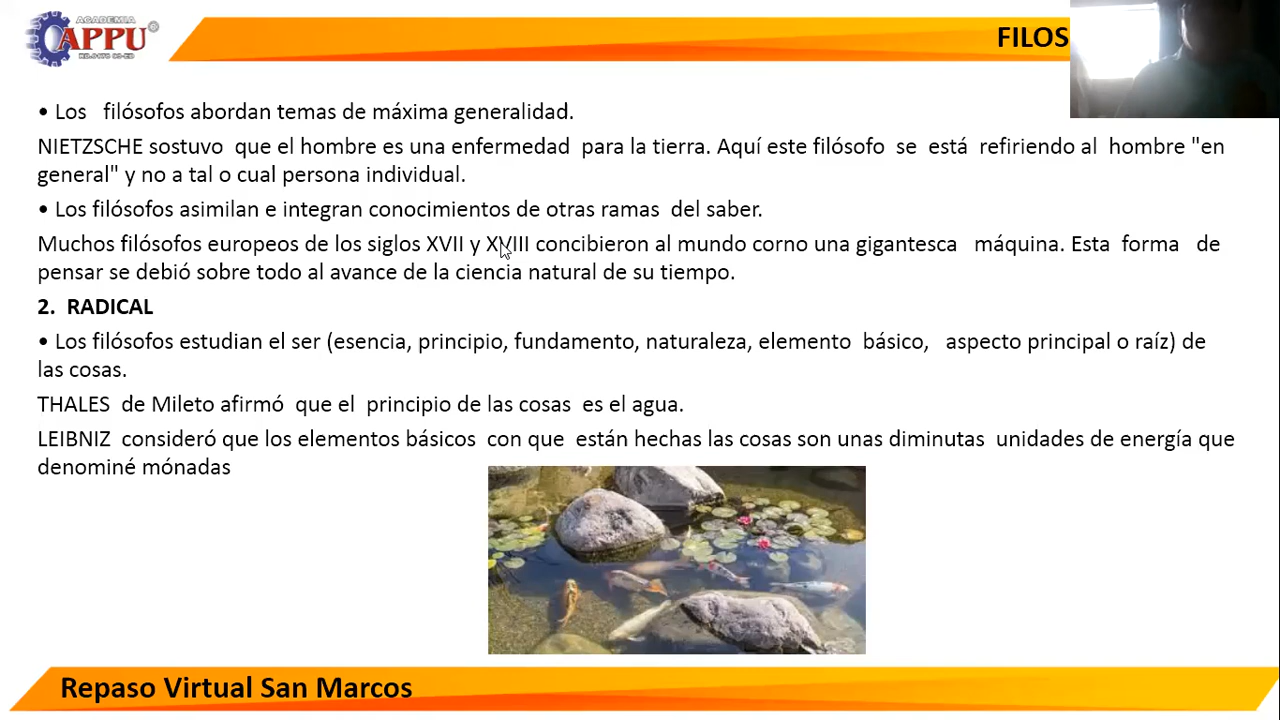 ACADEMIA
APPU
FILOS
• Los filósofos abordan temas de máxima generalidad.
NIETZSCHE sostuvo que el hombre es una enfermedad para la tierra. Aquí este filósofo se está refiriendo al hombre "en
general" y no a tal o cual persona individual.
• Los filósofos asimilan e integran conocimientos de otras ramas del saber.
Muchos filósofos europeos de los siglos XVII y XVIII concibieron al mundo corno una gigantesca máquina. Esta forma de
pensar se debió sobre todo al avance de la ciencia natural de su tiempo.
2. RADICAL
• Los filósofos estudian el ser (esencia, principio, fundamento, naturaleza, elemento básico, aspecto principal o raíz) de
las cosas.
THALES de Mileto afirmó que el principio de las cosas es el agua.
LEIBNIZ consideró que los elementos básicos con que están hechas las cosas son unas diminutas unidades de energía que
denominé mónadas
Repaso Virtual San Marcos